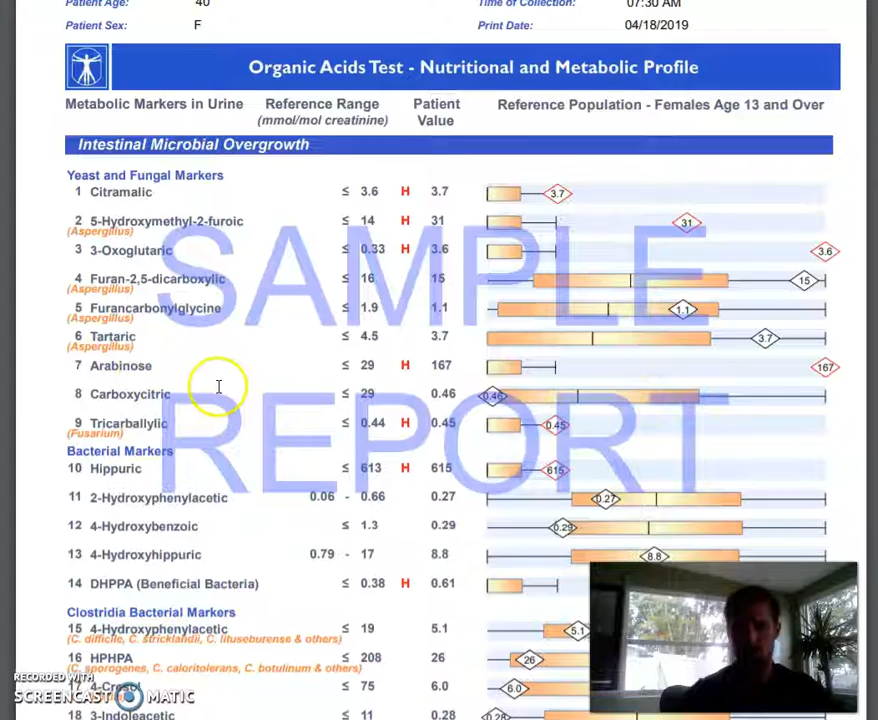 Patient Age: 40 Time of Collection: 07:30 AM
Patient Sex: F Print Date: 04/18/2019
Organic Acids Test - Nutritional and Metabolic Profile
Metabolic Markers in Urine Reference Range Patient Reference Population - Females Age 13 and Over
(mmol/mol creatinine) Value
Intestinal Microbial Overgrowth
Yeast and Fungal Markers
1 Citramalic ≤ 3.6 H 3.7 3.7
2 5-Hydroxymethyl-2-furoic ≤ 14 H 31 31
(Aspergillus)
3 3-Oxoglutaric ≤ 0.33 H 3.6 3.6
4 Furan-2,5-dicarboxylic ≤ 16 15 15
(Aspergillus)
5 Furancarbonylglycine ≤ 1.9 1.1 1.1
(Aspergillus)
6 Tartaric ≤ 4.5 3.7 3.7
(Aspergillus)
7 Arabinose ≤ 29 H 167 167
8 Carboxycitric ≤ 29 0.46 0.46
9 Tricarballylic ≤ 0.44 H 0.45 0.45
(Fusarium)
Bacterial Markers
10 Hippuric ≤ 613 H 615 615
11 2-Hydroxyphenylacetic 0.06 - 0.66 0.27 0.27
12 4-Hydroxybenzoic ≤ 1.3 0.29 0.29
13 4-Hydroxyhippuric 0.79 - 17 8.8 8.8
14 DHPPA (Beneficial Bacteria) ≤ 0.38 H 0.61
Clostridia Bacterial Markers
15 4-Hydroxyphenylacetic ≤ 19 5.1 5.1
(C. difficile, C. stricklandii, C. lituseburense & others)
16 HPHPA ≤ 208 26 26
(C. sporogenes, C. caloritolerans, C. botulinum & others)
17 4-Cresol ≤ 75 6.0 6.0
18 3-Indoleacetic ≤ 11 0.28 0.28
SAMPLE
REPORT
RECORDED WITH
SCREENCAST MATIC